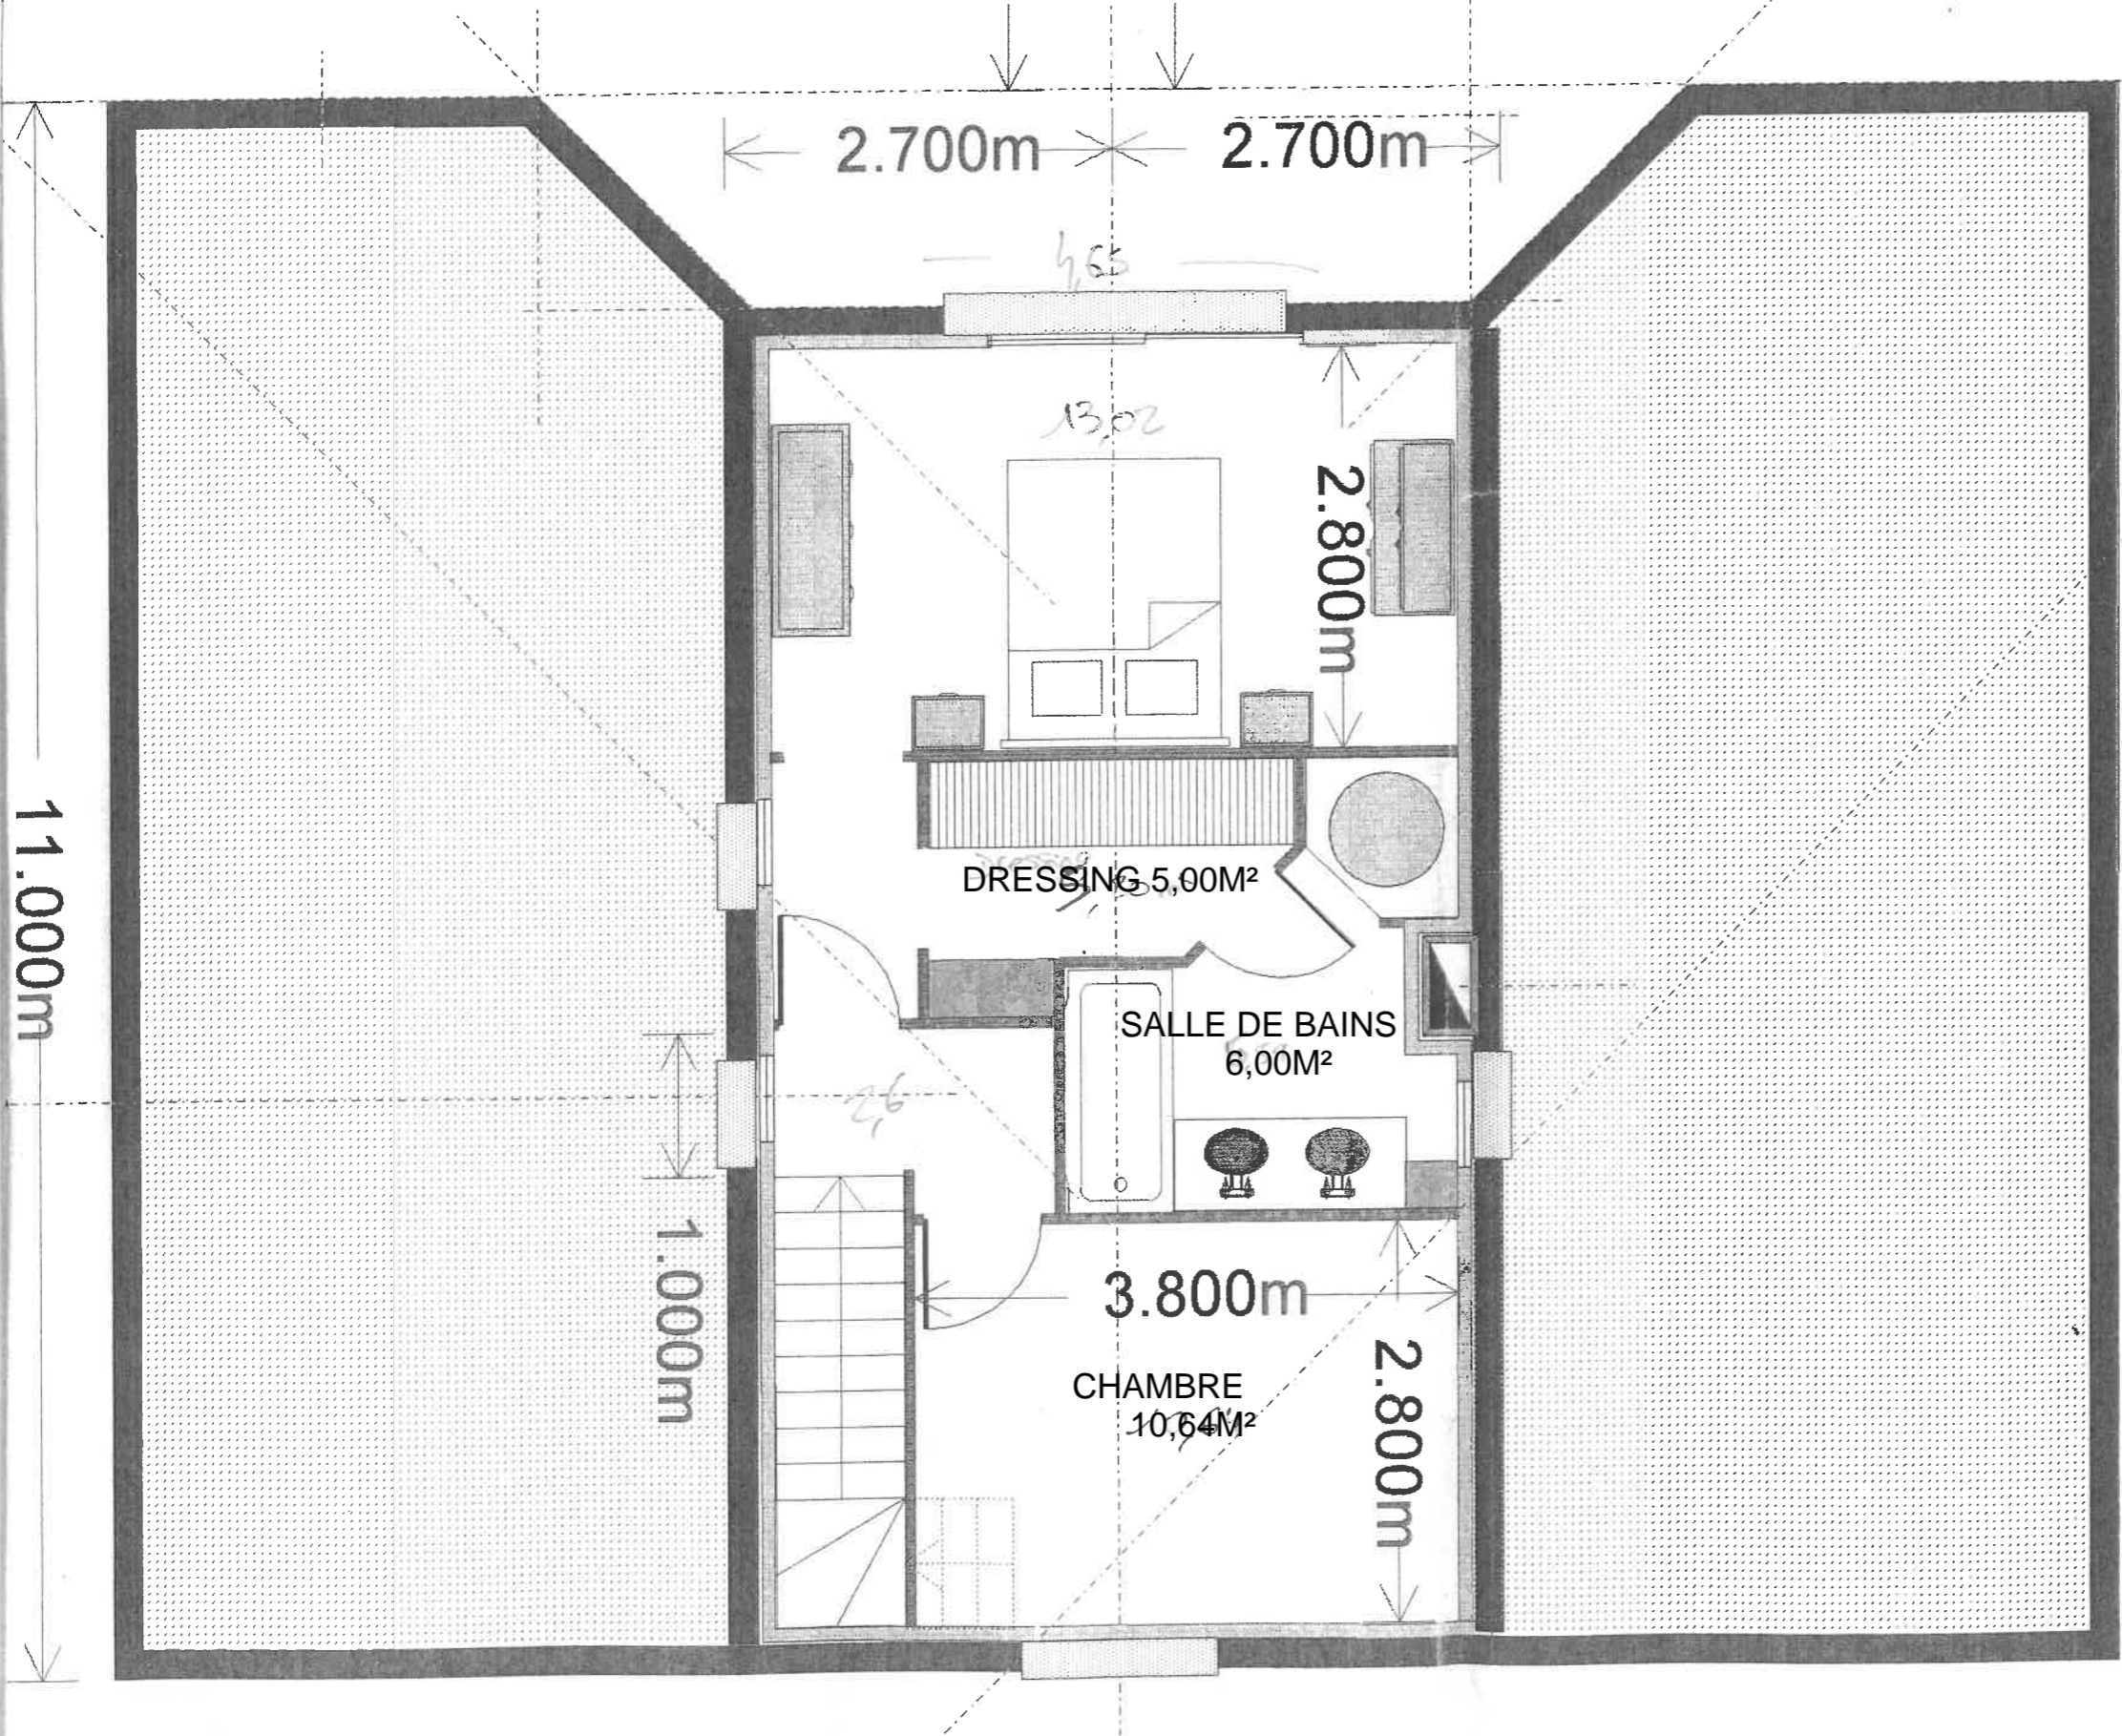 2.700m
2.700m
4,65
13,02
2.800m
DRESSING 5,00M²
11.000m
SALLE DE BAINS
6,00M²
2,6
1.000m
3.800m
CHAMBRE
10,64M²
2.800m